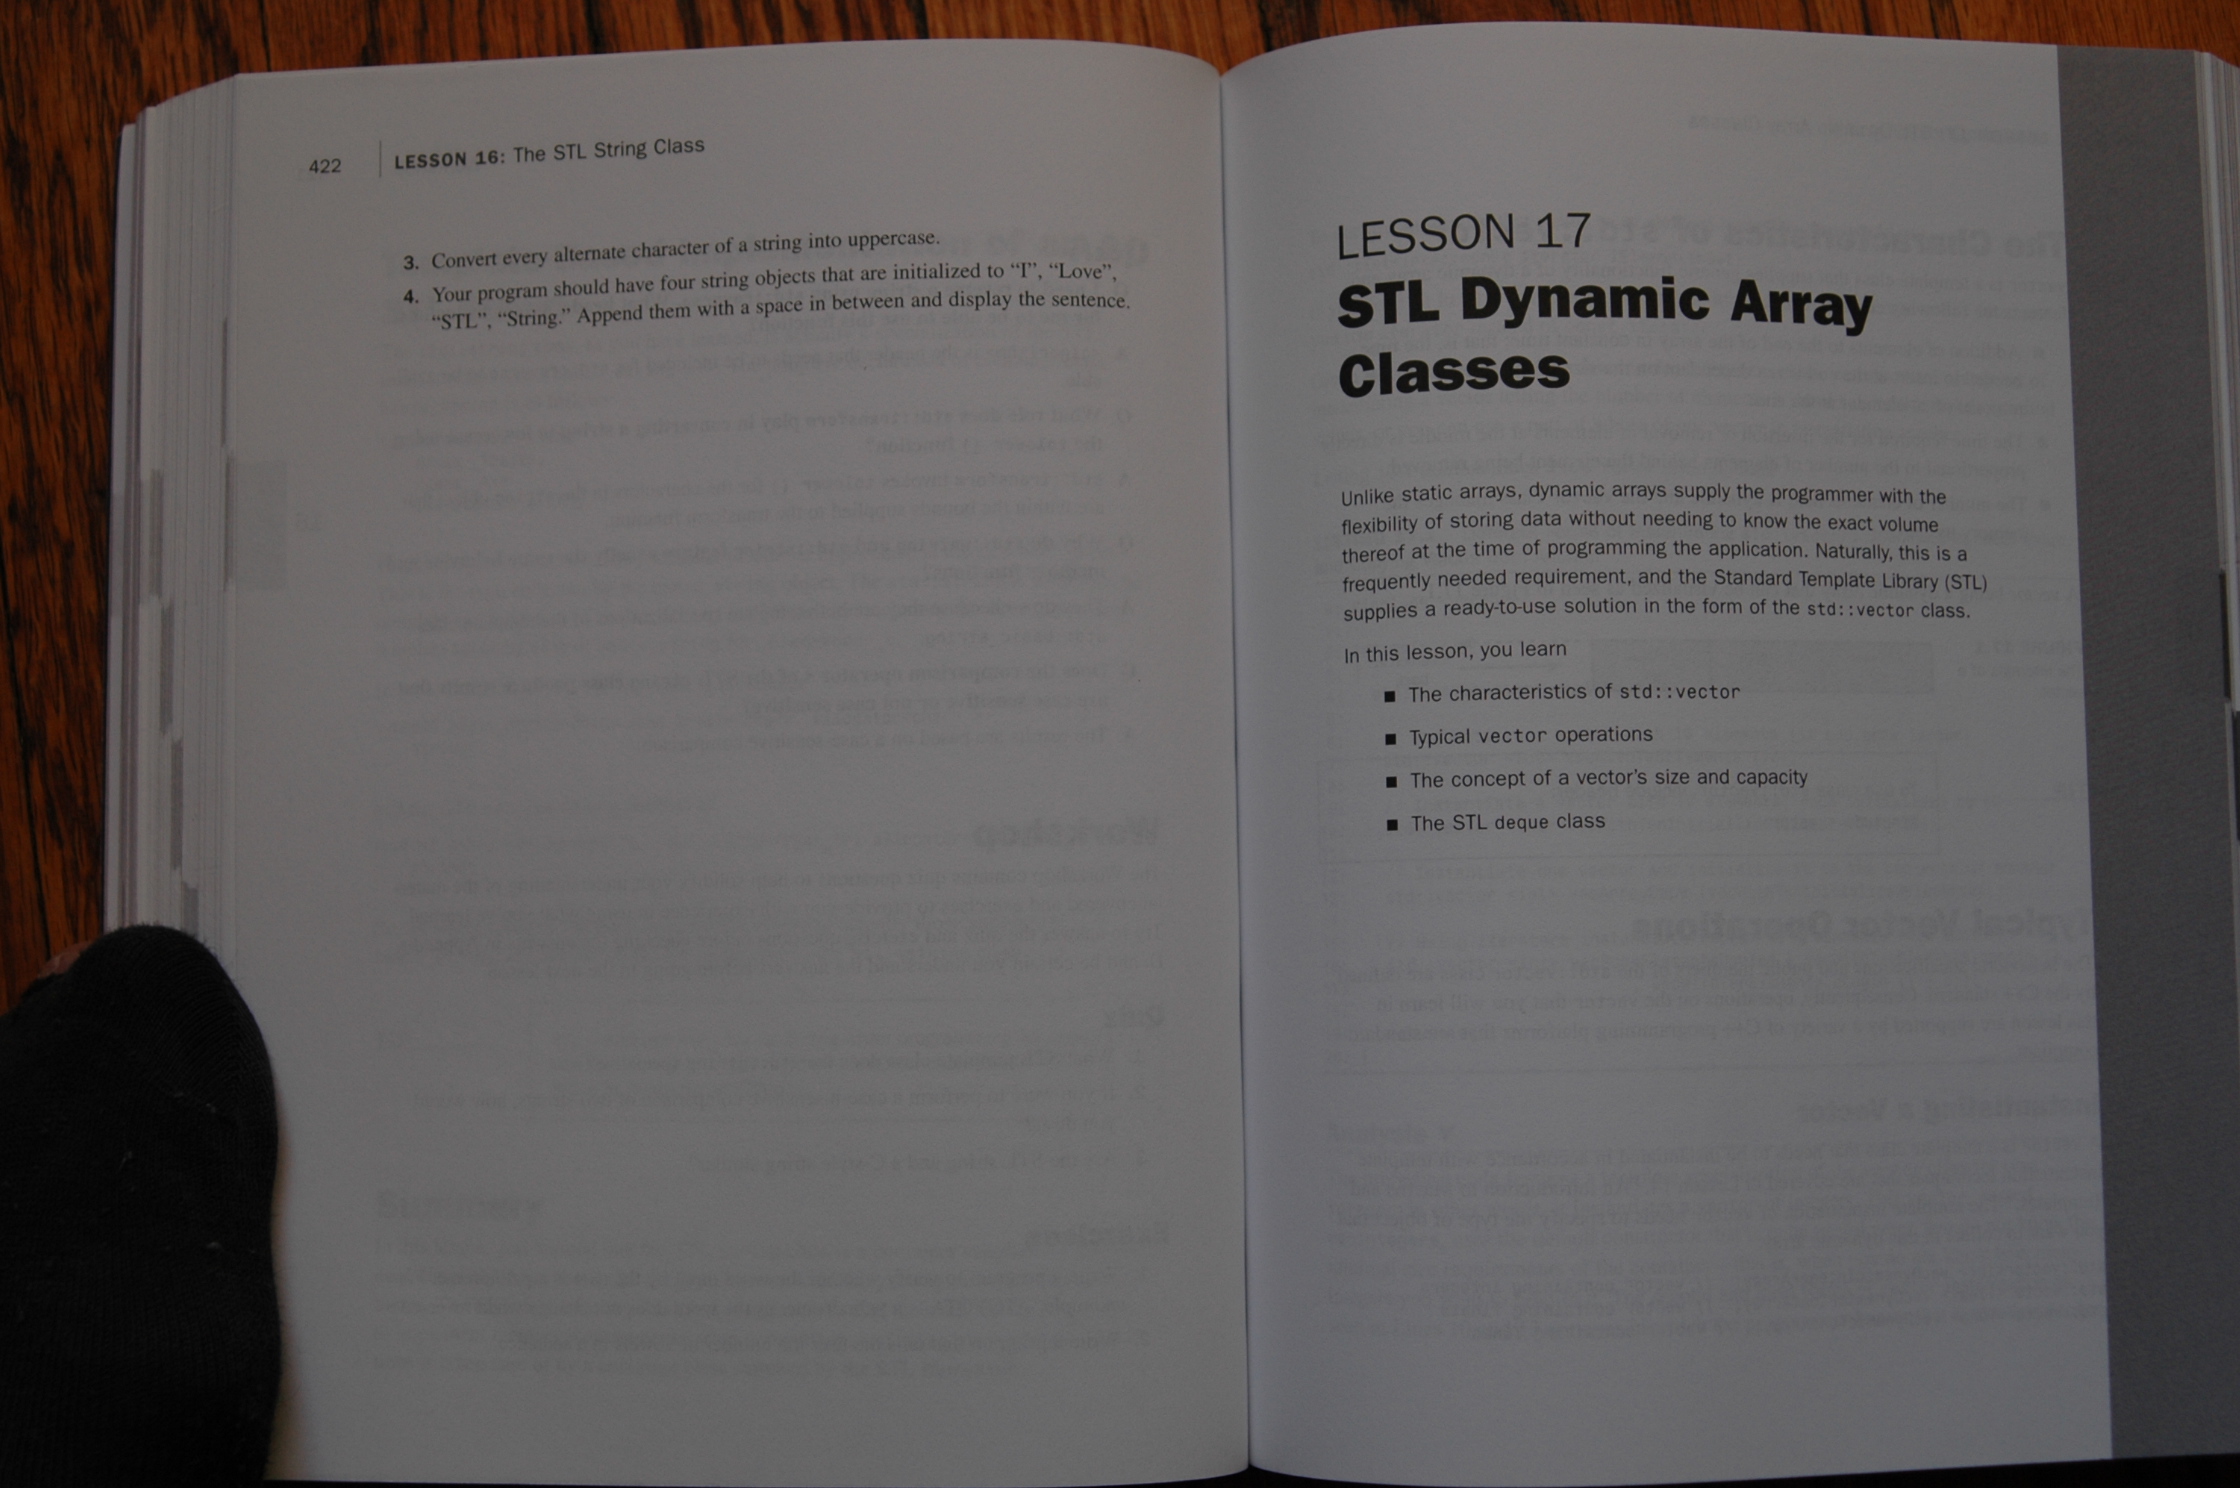 422 | LESSON 16: The STL String Class
3. Convert every alternate character of a string into uppercase.
4. Your program should have four string objects that are initialized to “I”, “Love”,
“STL”, “String.” Append them with a space in between and display the sentence.
LESSON 17
STL Dynamic Array
Classes
Unlike static arrays, dynamic arrays supply the programmer with the
flexibility of storing data without needing to know the exact volume
thereof at the time of programming the application. Naturally, this is a
frequently needed requirement, and the Standard Template Library (STL)
supplies a ready-to-use solution in the form of the std::vector class.
In this lesson, you learn
■ The characteristics of std::vector
■ Typical vector operations
■ The concept of a vector’s size and capacity
■ The STL deque class